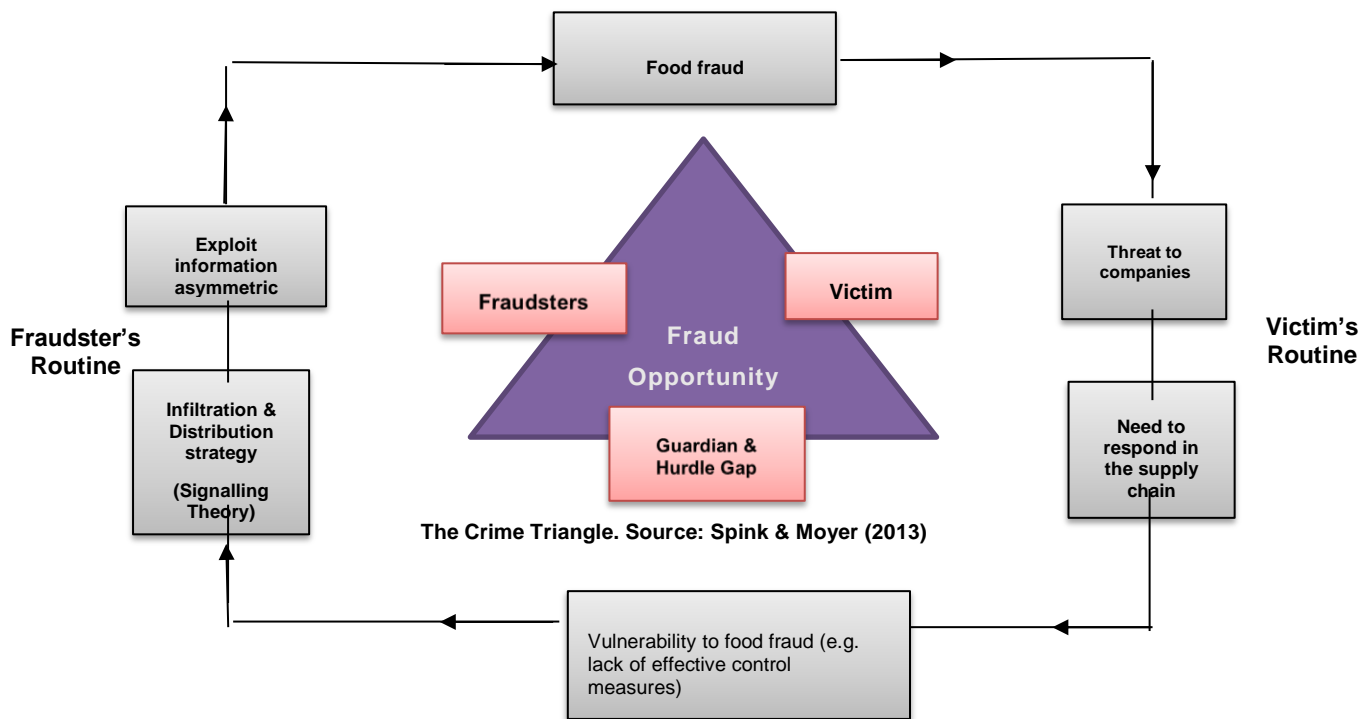 Food fraud
Exploit
information
asymmetric
Threat to
companies
Fraudsters
Victim
Fraudster’s
Routine
Fraud
Opportunity
Victim’s
Routine
Infiltration &
Distribution
strategy
(Signalling
Theory)
Guardian &
Hurdle Gap
Need to
respond in
the supply
chain
The Crime Triangle. Source: Spink & Moyer (2013)
Vulnerability to food fraud (e.g.
lack of effective control
measures)